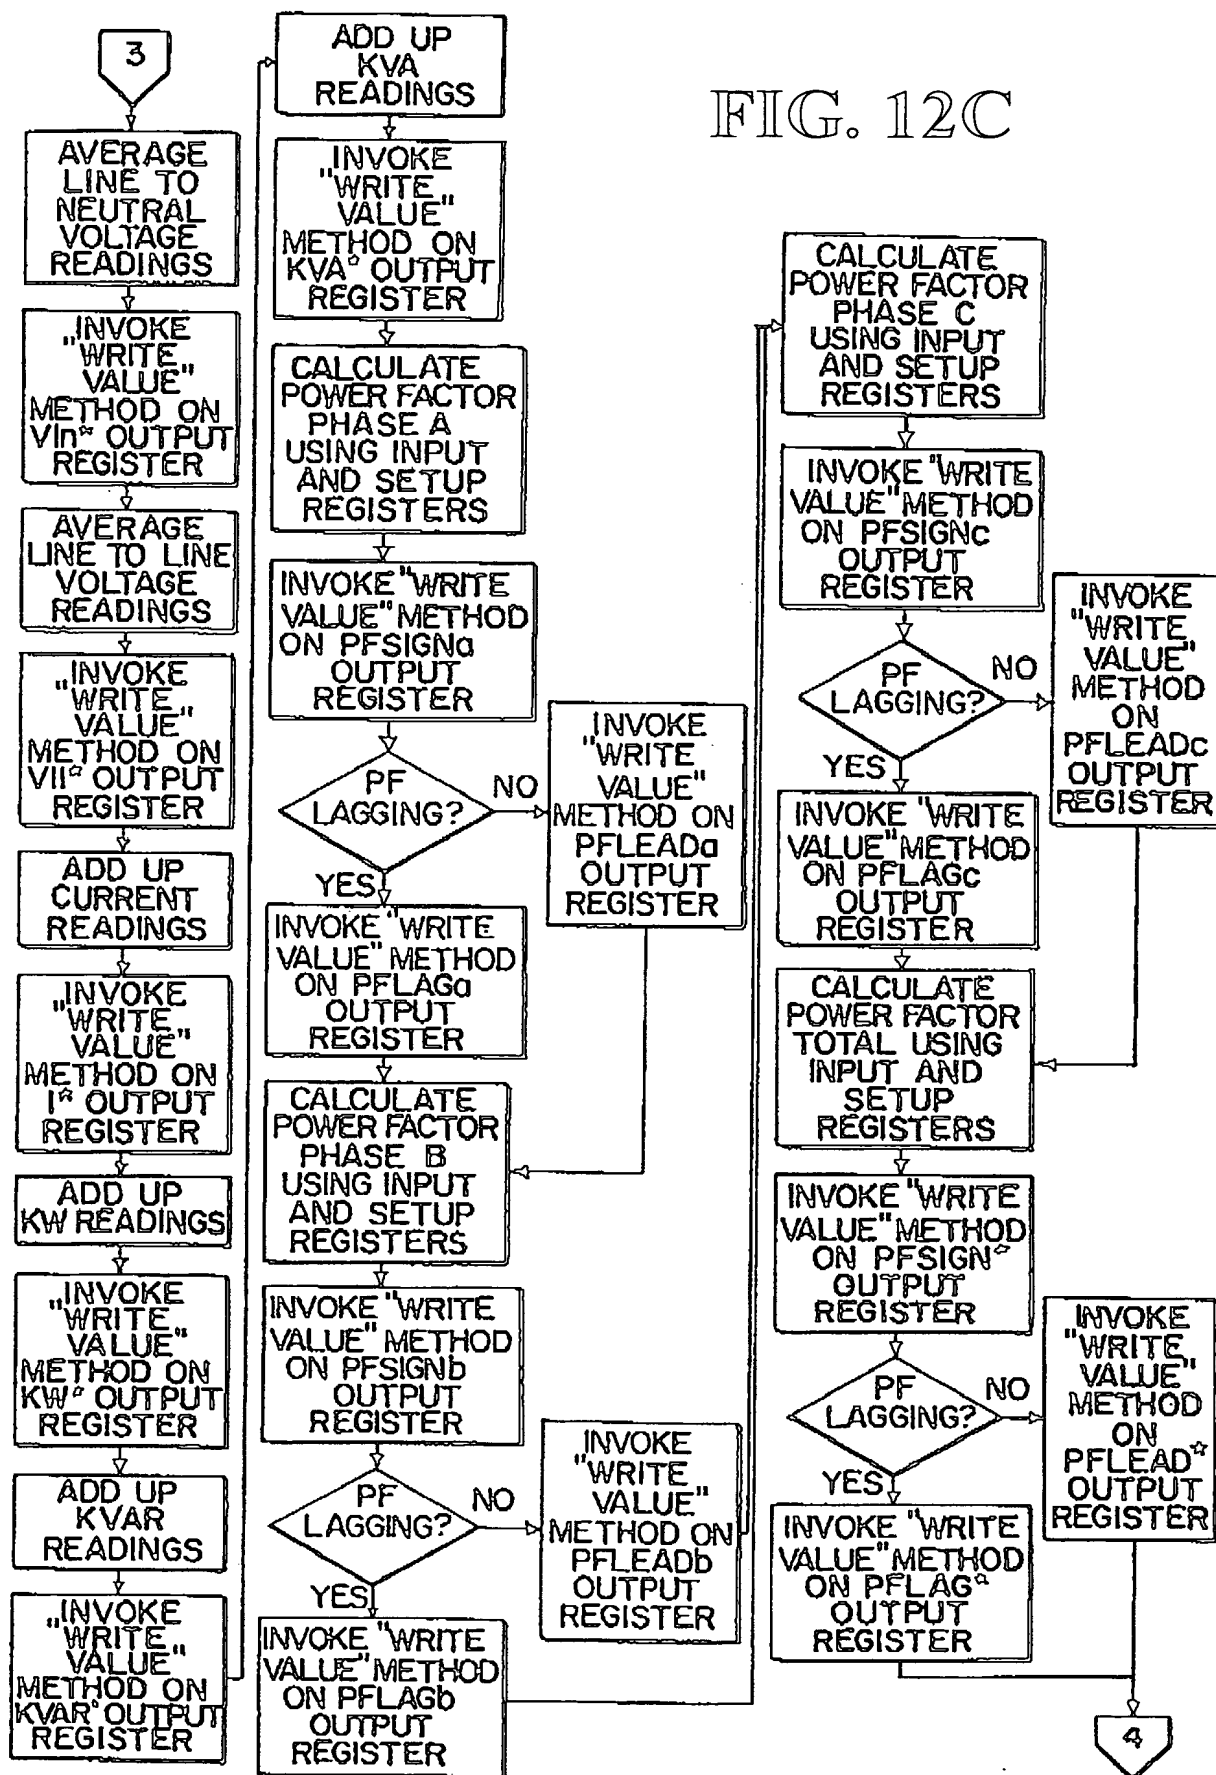 3
AVERAGE
LINE TO
NEUTRAL
VOLTAGE
READINGS
INVOKE
"WRITE
VALUE"
METHOD ON
Vln* OUTPUT
REGISTER
AVERAGE
LINE TO LINE
VOLTAGE
READINGS
INVOKE
"WRITE
VALUE"
METHOD ON
Vll* OUTPUT
REGISTER
ADD UP
CURRENT
READINGS
INVOKE
"WRITE
VALUE"
METHOD ON
I* OUTPUT
REGISTER
ADD UP
KW READINGS
INVOKE
"WRITE
VALUE"
METHOD ON
KW* OUTPUT
REGISTER
ADD UP
KVAR
READINGS
INVOKE
"WRITE
VALUE"
METHOD ON
KVAR* OUTPUT
REGISTER
ADD UP
KVA
READINGS
INVOKE
"WRITE
VALUE"
METHOD ON
KVA* OUTPUT
REGISTER
CALCULATE
POWER FACTOR
PHASE A
USING INPUT
AND SETUP
REGISTERS
INVOKE "WRITE
VALUE" METHOD
ON PFSIGNa
OUTPUT
REGISTER
PF
LAGGING?
NO
YES
INVOKE
"WRITE
VALUE"
METHOD ON
PFLEADa
OUTPUT
REGISTER
INVOKE "WRITE
VALUE" METHOD
ON PFLAGa
OUTPUT
REGISTER
CALCULATE
POWER FACTOR
PHASE B
USING INPUT
AND SETUP
REGISTERS
INVOKE "WRITE
VALUE" METHOD
ON PFSIGNb
OUTPUT
REGISTER
PF
LAGGING?
NO
YES
INVOKE
"WRITE
VALUE"
METHOD ON
PFLEADb
OUTPUT
REGISTER
INVOKE "WRITE
VALUE" METHOD
ON PFLAGb
OUTPUT
REGISTER
FIG. 12C
CALCULATE
POWER FACTOR
PHASE C
USING INPUT
AND SETUP
REGISTERS
INVOKE "WRITE
VALUE" METHOD
ON PFSIGNc
OUTPUT
REGISTER
PF
LAGGING?
NO
YES
INVOKE
"WRITE
VALUE"
METHOD
ON
PFLEADc
OUTPUT
REGISTER
INVOKE "WRITE
VALUE" METHOD
ON PFLAGc
OUTPUT
REGISTER
CALCULATE
POWER FACTOR
TOTAL USING
INPUT AND
SETUP
REGISTERS
INVOKE "WRITE
VALUE" METHOD
ON PFSIGN*
OUTPUT
REGISTER
PF
LAGGING?
NO
YES
INVOKE
"WRITE
VALUE"
METHOD
ON
PFLEAD*
OUTPUT
REGISTER
INVOKE "WRITE
VALUE" METHOD
ON PFLAG*
OUTPUT
REGISTER
4